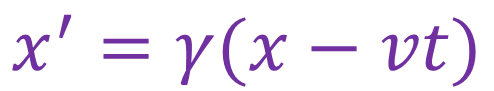 x′ = γ(x − vt)